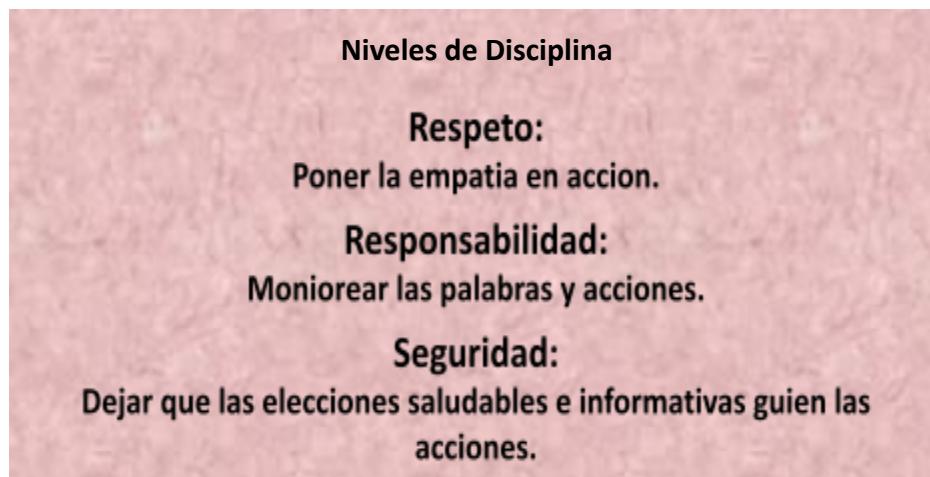 Niveles de Disciplina
Respeto:
Poner la empatia en accion.
Responsabilidad:
Moniorear las palabras y acciones.
Seguridad:
Dejar que las elecciones saludables e informativas guien las
acciones.